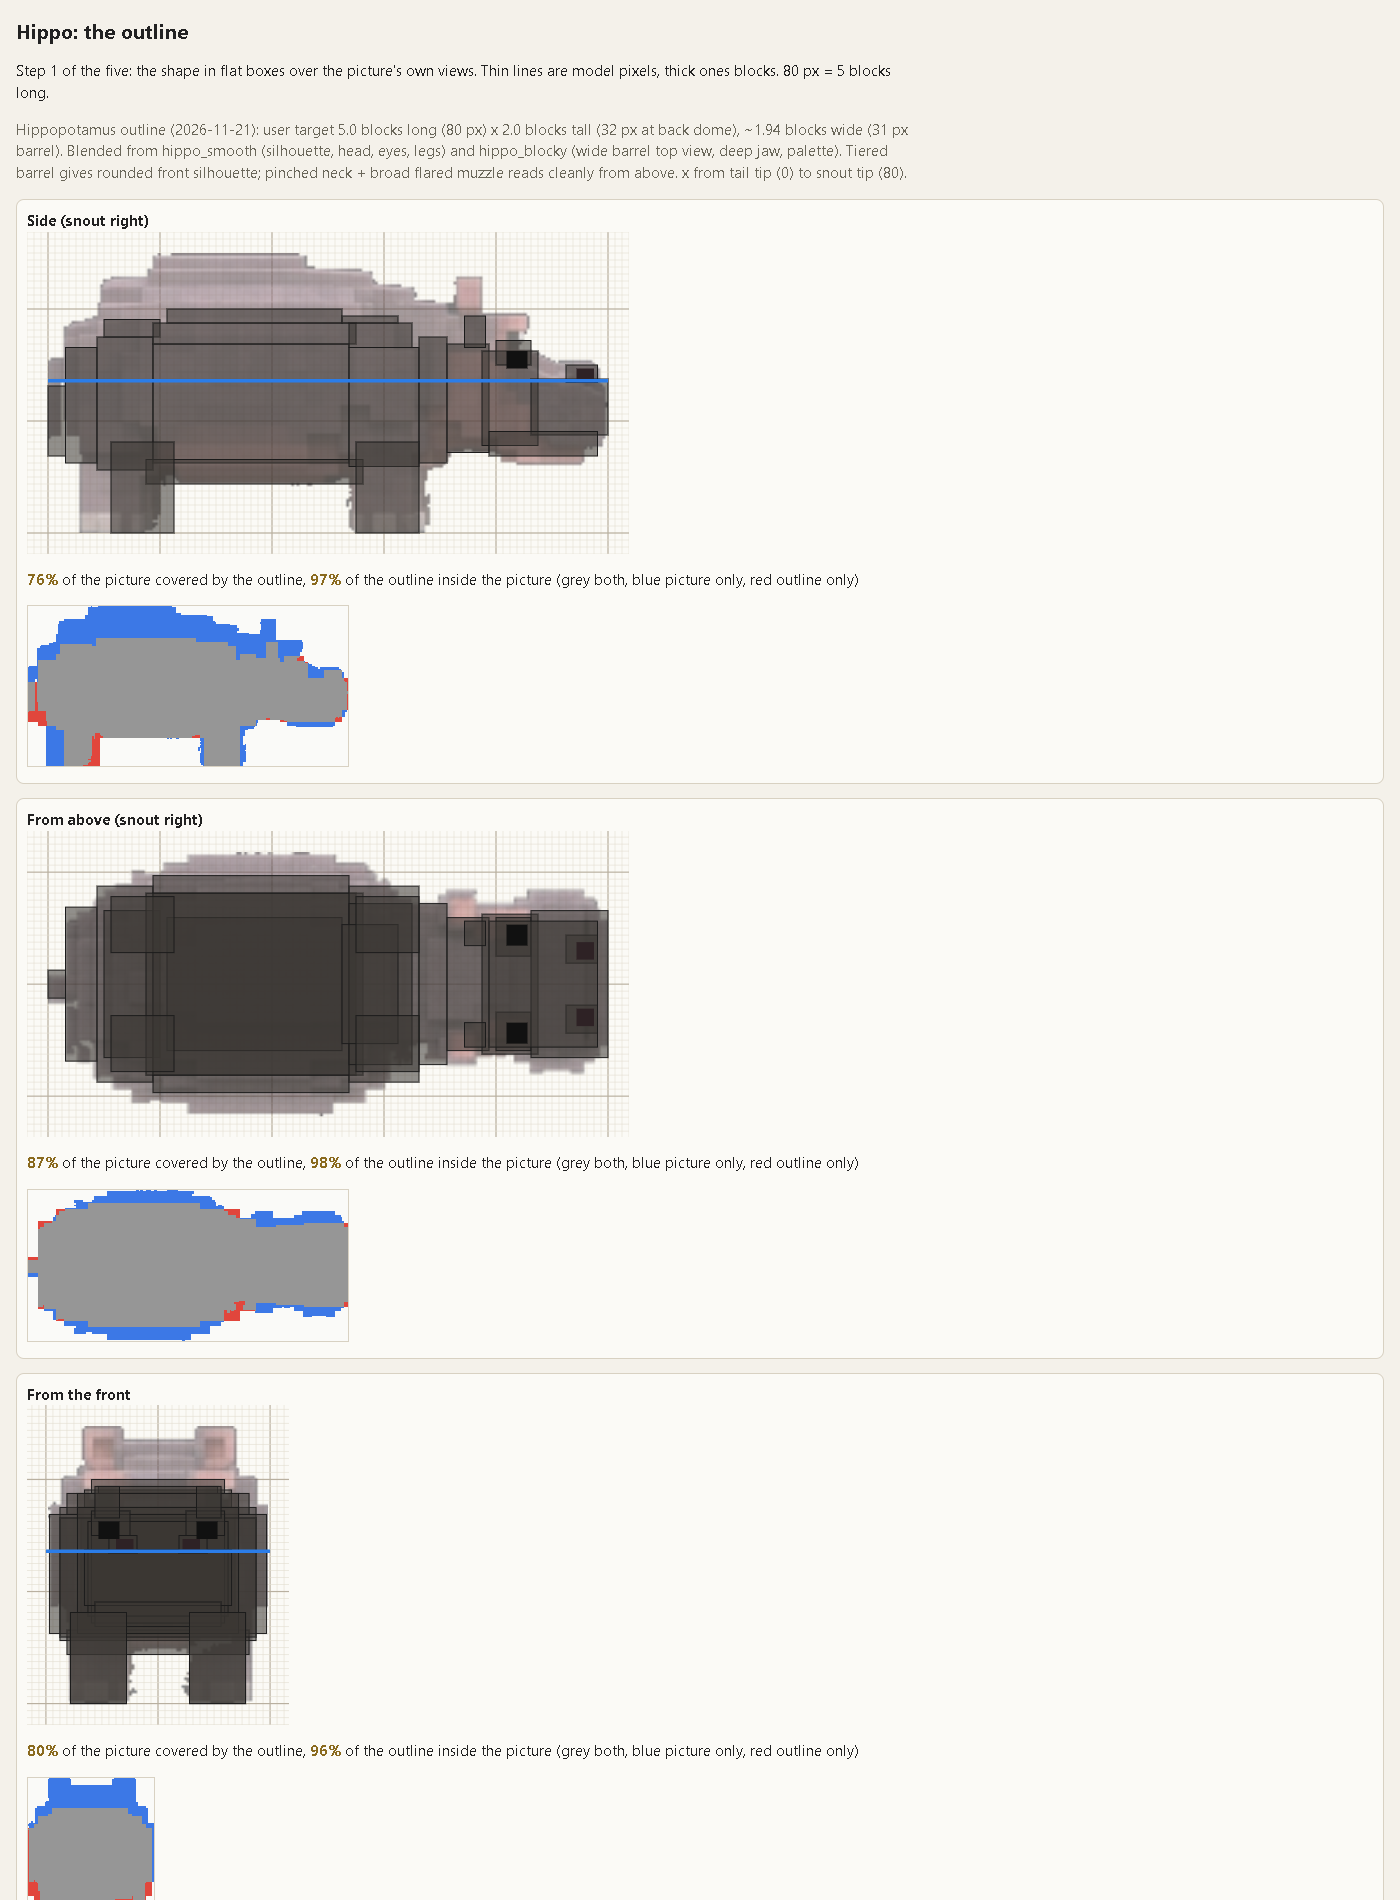 Hippo: the outline
Step 1 of the five: the shape in flat boxes over the picture's own views. Thin lines are model pixels, thick ones blocks. 80 px = 5 blocks
long.
Hippopotamus outline (2026-11-21): user target 5.0 blocks long (80 px) x 2.0 blocks tall (32 px at back dome), ~1.94 blocks wide (31 px
barrel). Blended from hippo_smooth (silhouette, head, eyes, legs) and hippo_blocky (wide barrel top view, deep jaw, palette). Tiered
barrel gives rounded front silhouette; pinched neck + broad flared muzzle reads cleanly from above. x from tail tip (0) to snout tip (80).
Side (snout right)
76% of the picture covered by the outline, 97% of the outline inside the picture (grey both, blue picture only, red outline only)
From above (snout right)
87% of the picture covered by the outline, 98% of the outline inside the picture (grey both, blue picture only, red outline only)
From the front
80% of the picture covered by the outline, 96% of the outline inside the picture (grey both, blue picture only, red outline only)